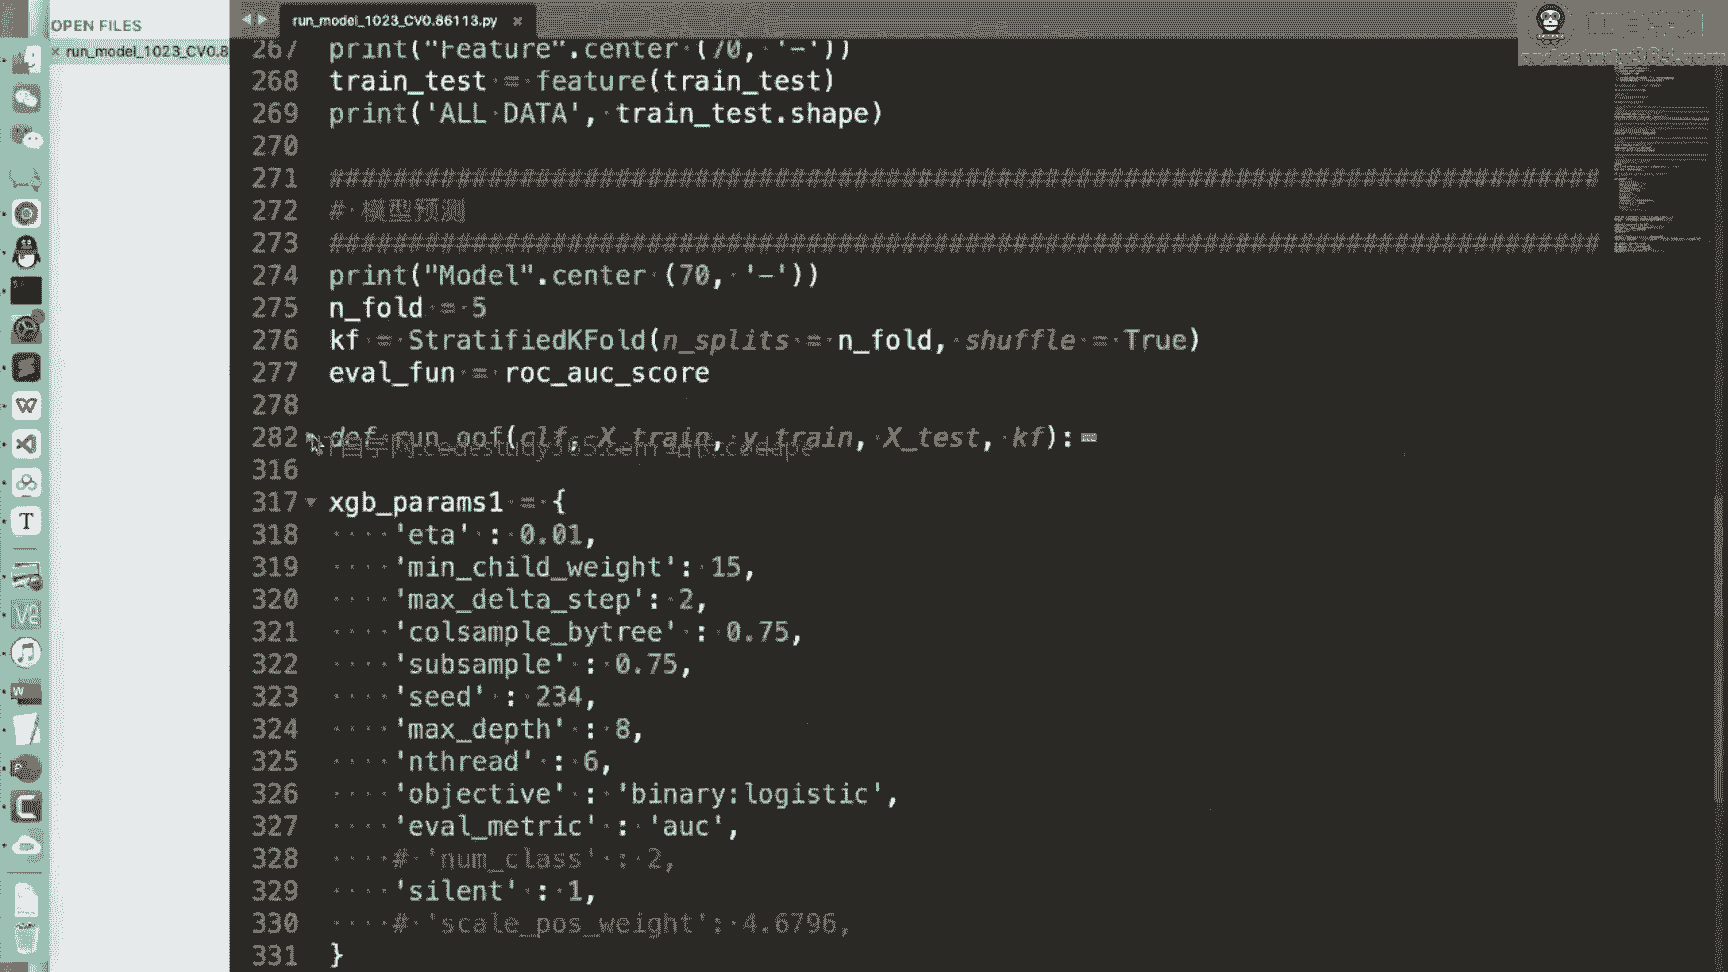 OPEN FILES
× run_model_1023_CV0.8
run_model_1023_CV0.86113.py ×
267 print("Feature".center (70, '-'))
268 train_test = feature(train_test)
269 print('ALL DATA', train_test.shape)
270
271 ################################################################################
272 # 模型预测
273 ################################################################################
274 print("Model".center (70, '-'))
275 n_fold = 5
276 kf = StratifiedKFold(n_splits = n_fold, shuffle = True)
277 eval_fun = roc_auc_score
278
282 def run_oof(clf, X_train, y_train, X_test, kf):
316
317 xgb_params1 = {
318 'eta' : 0.01,
319 'min_child_weight': 15,
320 'max_delta_step': 2,
321 'colsample_bytree' : 0.75,
322 'subsample' : 0.75,
323 'seed' : 234,
324 'max_depth' : 8,
325 'nthread' : 6,
326 'objective' : 'binary:logistic',
327 'eval_metric' : 'auc',
328 # 'num_class' : 2,
329 'silent' : 1,
330 # 'scale_pos_weight': 4.6796,
331 }